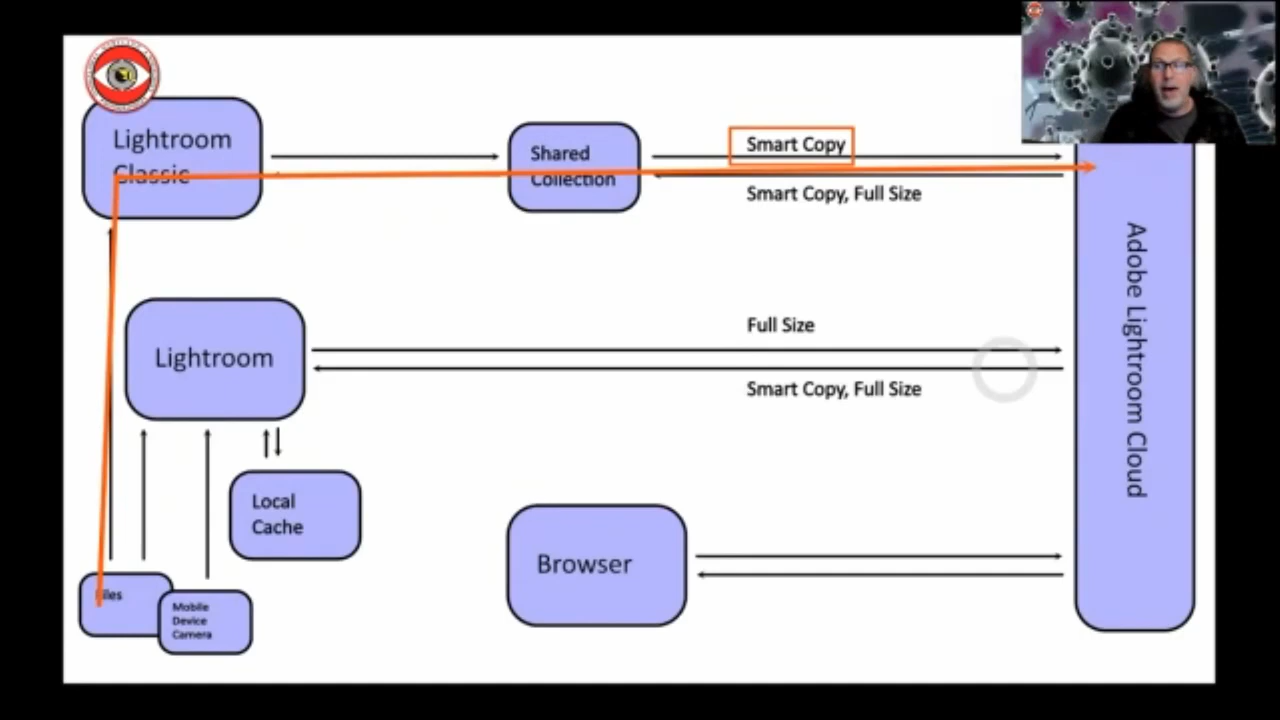 Lightroom
Classic
Shared
Collection
Smart Copy
Smart Copy, Full Size
Adobe Lightroom Cloud
Lightroom
Full Size
Smart Copy, Full Size
Local
Cache
Browser
Files
Mobile
Device
Camera